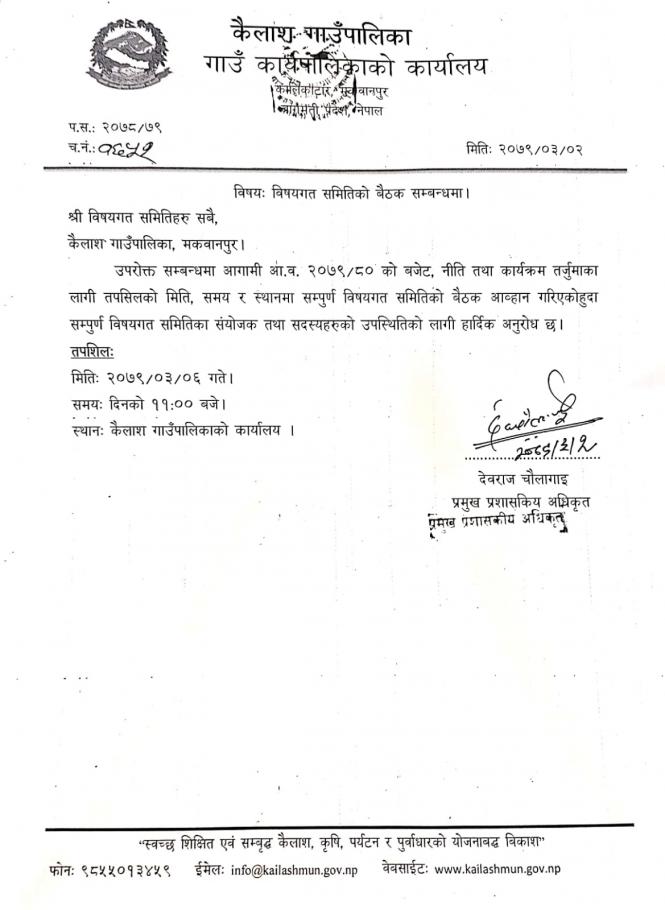 कैलाश गाउँपालिका
गाउँ कार्यपालिकाको कार्यालय
मकवानपुर
बागमती प्रदेश, नेपाल
प.स.: २०७८/७९
च.नं.: १६५२
मितिः २०७९/०३/०२
विषयः विषयगत समितिको बैठक सम्बन्धमा।
श्री विषयगत समितिहरु सबै,
कैलाश गाउँपालिका, मकवानपुर।
उपरोक्त सम्बन्धमा आगामी आ.व. २०७९/८० को बजेट, नीति तथा कार्यक्रम तर्जुमाका
लागी तपसिलको मिति, समय र स्थानमा सम्पुर्ण विषयगत समितिको बैठक आव्हान गरिएकोहुदा
सम्पुर्ण विषयगत समितिका संयोजक तथा सदस्यहरुको उपस्थितिको लागी हार्दिक अनुरोध छ।
तपशिलः
मितिः २०७९/०३/०६ गते।
समयः दिनको ११:०० बजे।
स्थानः कैलाश गाउँपालिकाको कार्यालय ।
२०७९/३/२
देवराज चौलागाइ
प्रमुख प्रशासकिय अधिकृत
प्रमुख प्रशासकीय अधिकृत
"स्वच्छ शिक्षित एवं सम्वृद्ध कैलाश, कृषि, पर्यटन र पुर्वाधारको योजनाबद्ध विकाश"
फोनः ९८५५०१३४५९ ईमेलः info@kailashmun.gov.np वेवसाईटः www.kailashmun.gov.np